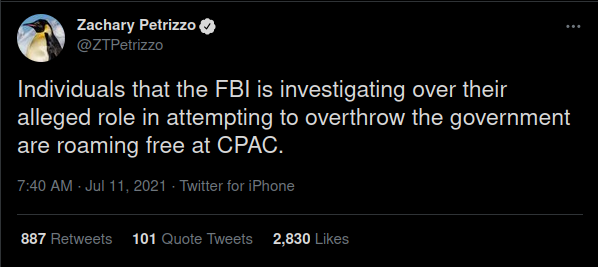 Zachary Petrizzo
@ZTPetrizzo
Individuals that the FBI is investigating over their
alleged role in attempting to overthrow the government
are roaming free at CPAC.
7:40 AM · Jul 11, 2021 · Twitter for iPhone
887 Retweets 101 Quote Tweets 2,830 Likes